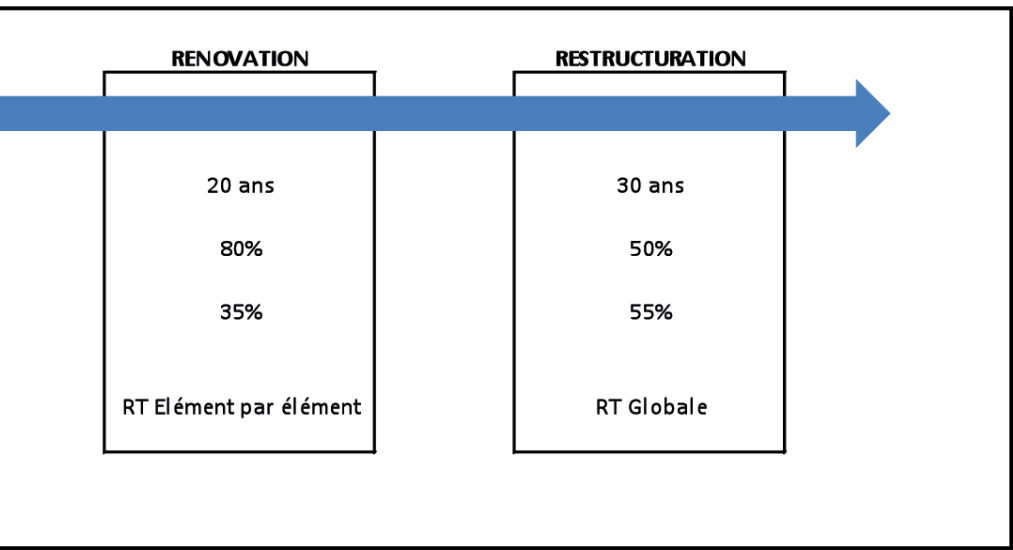 RENOVATION
20 ans
80%
35%
RT Elément par élément
RESTRUCTURATION
30 ans
50%
55%
RT Globale